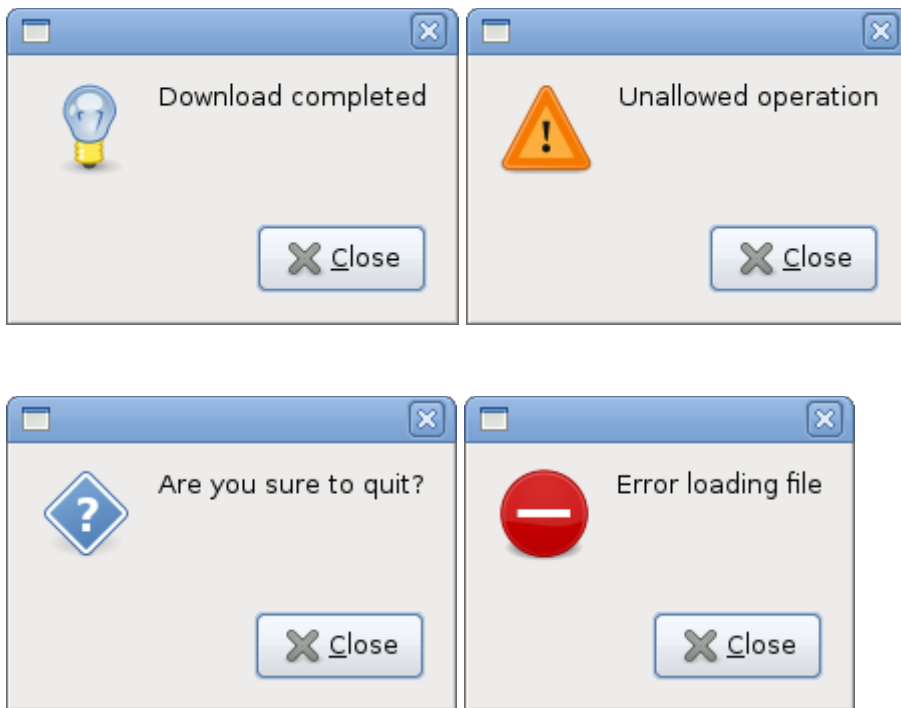 Download completed
Close
Unallowed operation
!
Close
Are you sure to quit?
?
Close
Error loading file
Close